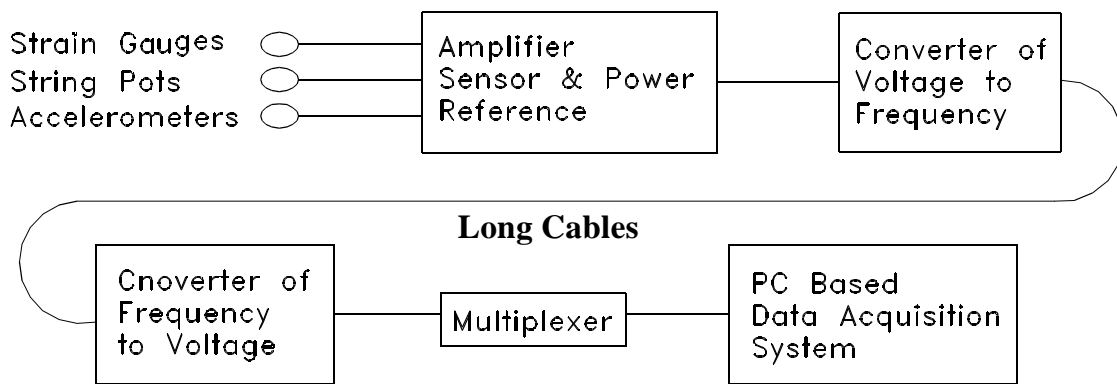 Strain Gauges
String Pots
Accelerometers
Amplifier
Sensor & Power
Reference
Converter of
Voltage to
Frequency
Long Cables
Cnoverter of
Frequency
to Voltage
Multiplexer
PC Based
Data Acquisition
System